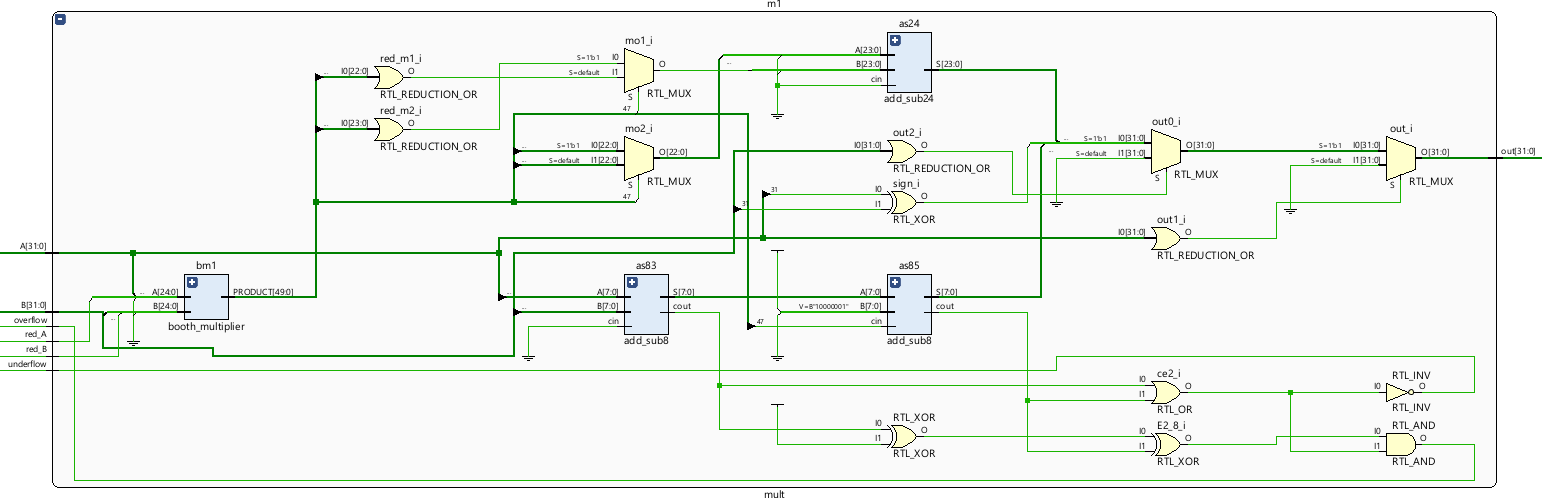 m1
as24
mo1_i
red_m1_i
A[23:0]
S=1'b1 I0
I0[22:0] O
O
B[23:0] S[23:0]
S=default I1
cin
RTL_REDUCTION_OR
S RTL_MUX
add_sub24
red_m2_i
47
out0_i
I0[23:0] O
mo2_i
out2_i
out_i
RTL_REDUCTION_OR
S=1'b1 I0[22:0]
S=default I1[22:0]
O[22:0]
I0[31:0] O
S=1'b1 I0[31:0]
S=default I1[31:0]
O[31:0]
S=1'b1 I0[31:0]
S=default I1[31:0]
O[31:0]
out[31:0]
RTL_REDUCTION_OR
S RTL_MUX
S RTL_MUX
S RTL_MUX
47
sign_i
31 I0
O
31 I1
RTL_XOR
out1_i
I0[31:0] O
A[31:0]
RTL_REDUCTION_OR
bm1
as83
as85
A[24:0] PRODUCT[49:0]
B[24:0]
booth_multiplier
A[7:0] S[7:0]
B[7:0] cout
cin
add_sub8
A[7:0] S[7:0]
V=B"10000001" B[7:0] cout
47 cin
add_sub8
B[31:0]
overflow
red_A
red_B
underflow
ce2_i
I0 O
I1
RTL_OR
RTL_INV
I0 O
RTL_INV
RTL_XOR
I0 O
I1
RTL_XOR
E2_8_i
I0 O
I1
RTL_XOR
RTL_AND
I0 O
I1
RTL_AND
mult